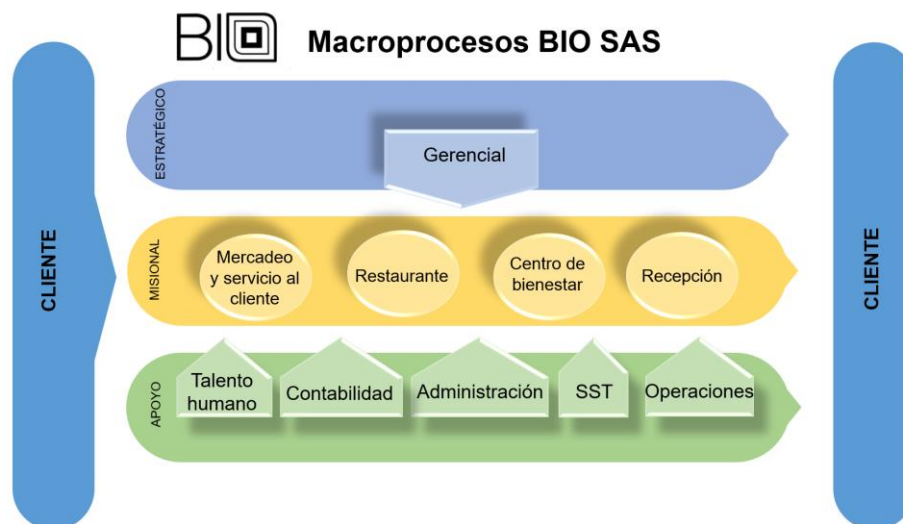 BIO
Macroprocesos BIO SAS
CLIENTE
ESTRATÉGICO
Gerencial
MISIONAL
Mercadeo
y servicio al
cliente
Restaurante
Centro de
bienestar
Recepción
APOYO
Talento
humano
Contabilidad
Administración
SST
Operaciones
CLIENTE